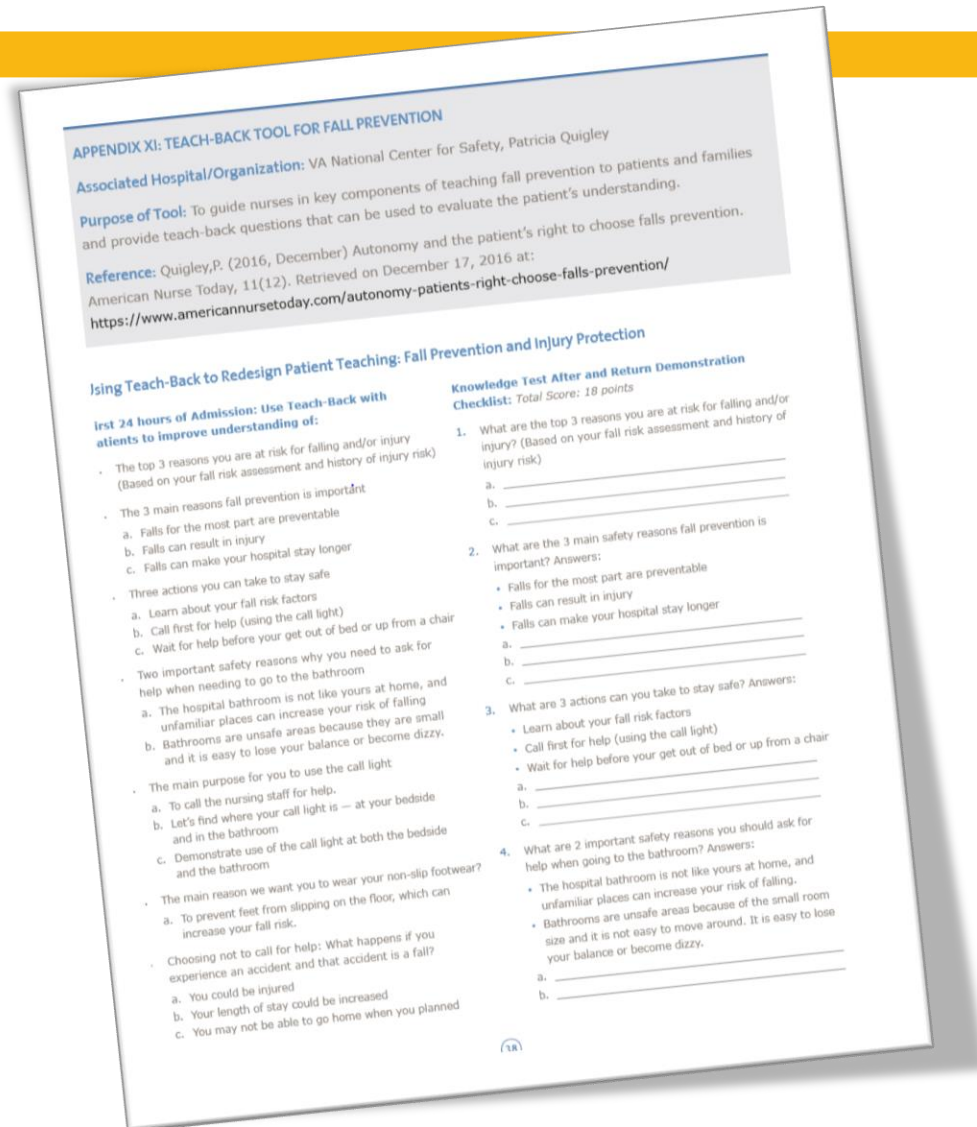 APPENDIX XI: TEACH-BACK TOOL FOR FALL PREVENTION
Associated Hospital/Organization: VA National Center for Safety, Patricia Quigley
Purpose of Tool: To guide nurses in key components of teaching fall prevention to patients and families
and provide teach-back questions that can be used to evaluate the patient's understanding.
Reference: Quigley,P. (2016, December) Autonomy and the patient's right to choose falls prevention.
American Nurse Today, 11(12). Retrieved on December 17, 2016 at:
https://www.americannursetoday.com/autonomy-patients-right-choose-falls-prevention/
Jsing Teach-Back to Redesign Patient Teaching: Fall Prevention and Injury Protection
irst 24 hours of Admission: Use Teach-Back with
atients to improve understanding of:
· The top 3 reasons you are at risk for falling and/or injury
(Based on your fall risk assessment and history of injury risk)
· The 3 main reasons fall prevention is important
a. Falls for the most part are preventable
b. Falls can result in injury
c. Falls can make your hospital stay longer
· Three actions you can take to stay safe
a. Learn about your fall risk factors
b. Call first for help (using the call light)
c. Wait for help before your get out of bed or up from a chair
· Two important safety reasons why you need to ask for
help when needing to go to the bathroom
a. The hospital bathroom is not like yours at home, and
unfamiliar places can increase your risk of falling
b. Bathrooms are unsafe areas because they are small
and it is easy to lose your balance or become dizzy.
· The main purpose for you to use the call light
a. To call the nursing staff for help.
b. Let's find where your call light is — at your bedside
and in the bathroom
c. Demonstrate use of the call light at both the bedside
and the bathroom
· The main reason we want you to wear your non-slip footwear?
a. To prevent feet from slipping on the floor, which can
increase your fall risk.
· Choosing not to call for help: What happens if you
experience an accident and that accident is a fall?
a. You could be injured
b. Your length of stay could be increased
c. You may not be able to go home when you planned
Knowledge Test After and Return Demonstration
Checklist: Total Score: 18 points
1. What are the top 3 reasons you are at risk for falling and/or
injury? (Based on your fall risk assessment and history of
injury risk)
a.
b.
c.
2. What are the 3 main safety reasons fall prevention is
important? Answers:
• Falls for the most part are preventable
• Falls can result in injury
• Falls can make your hospital stay longer
a.
b.
c.
3. What are 3 actions can you take to stay safe? Answers:
• Learn about your fall risk factors
• Call first for help (using the call light)
• Wait for help before your get out of bed or up from a chair
a.
b.
c.
4. What are 2 important safety reasons you should ask for
help when going to the bathroom? Answers:
• The hospital bathroom is not like yours at home, and
unfamiliar places can increase your risk of falling.
• Bathrooms are unsafe areas because of the small room
size and it is not easy to move around. It is easy to lose
your balance or become dizzy.
a.
b.